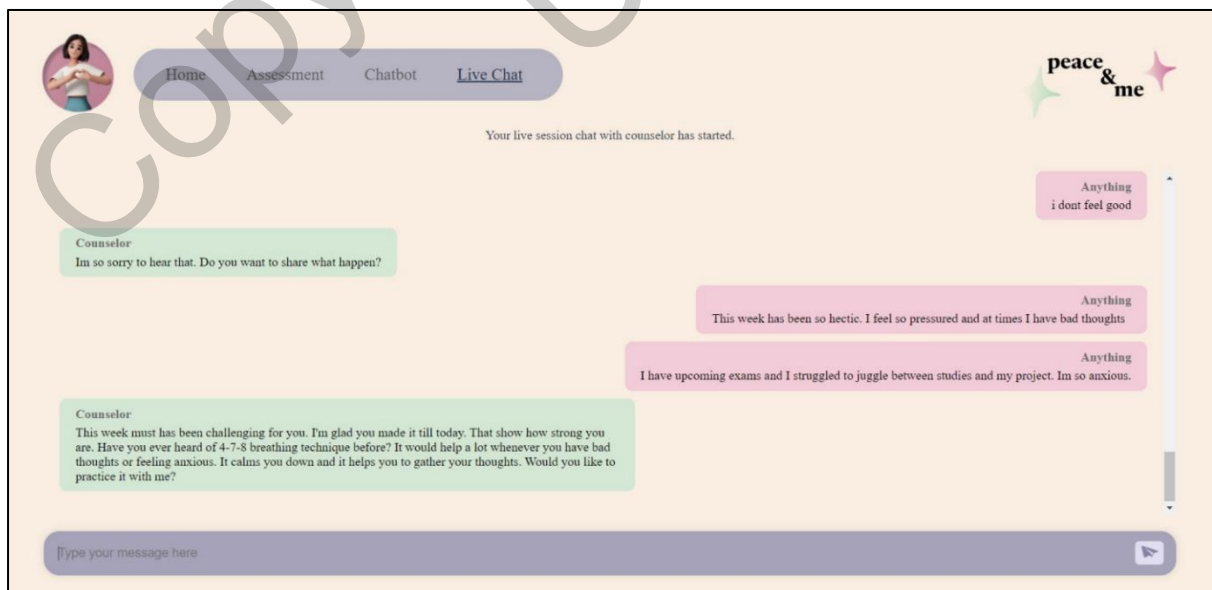 Copy
Home Assessment Chatbot Live Chat
peace
&
me
Your live session chat with counselor has started.
Anything
i dont feel good
Counselor
Im so sorry to hear that. Do you want to share what happen?
Anything
This week has been so hectic. I feel so pressured and at times I have bad thoughts
Anything
I have upcoming exams and I struggled to juggle between studies and my project. Im so anxious.
Counselor
This week must has been challenging for you. I'm glad you made it till today. That show how strong you
are. Have you ever heard of 4-7-8 breathing technique before? It would help a lot whenever you have bad
thoughts or feeling anxious. It calms you down and it helps you to gather your thoughts. Would you like to
practice it with me?
Type your message here